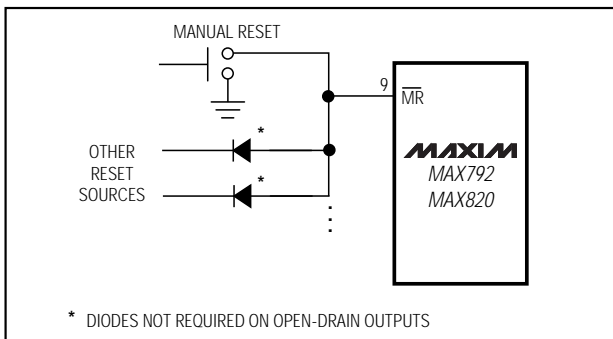 MANUAL RESET
9
MR
*
OTHER
RESET
SOURCES
*
MAXIM
MAX792
MAX820
* DIODES NOT REQUIRED ON OPEN-DRAIN OUTPUTS